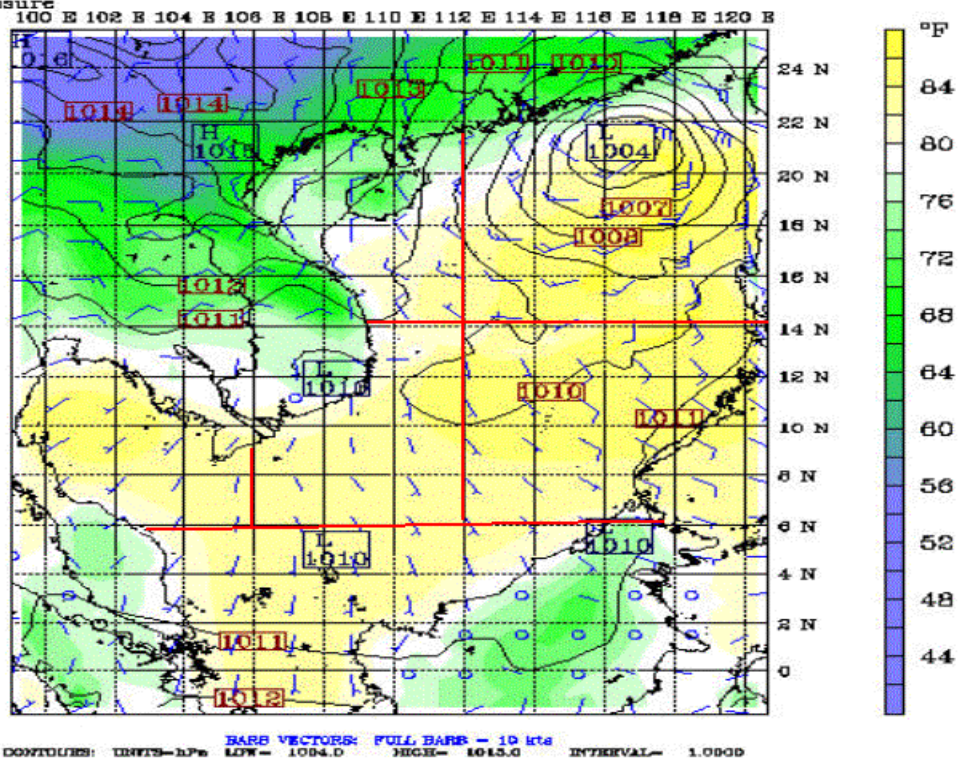 100 E 102 E 104 E 106 E 108 E 110 E 112 E 114 E 116 E 118 E 120 E
°F
H
1016
1011
1010
24 N
1013
84
1014
1014
22 N
H
1015
L
1004
80
20 N
1007
76
18 N
1008
16 N
72
1012
1011
14 N
68
L
1010
12 N
1010
64
1011
10 N
60
8 N
56
6 N
L
1010
L
1010
52
4 N
48
2 N
1011
44
0
1012
BARB VECTORS: FULL BARB = 10 kts
CONTOURS: UNITS=hPa LOW= 1004.0 HIGH= 1015.0 INTERVAL= 1.0000